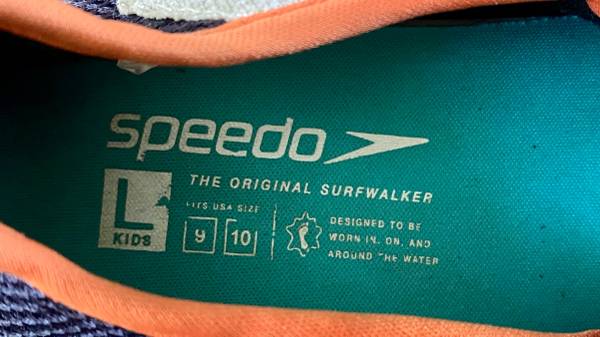 speedo
THE ORIGINAL SURFWALKER
L
KIDS
FITS USA SIZE
9 10
DESIGNED TO BE
WORN IN, ON, AND
AROUND THE WATER